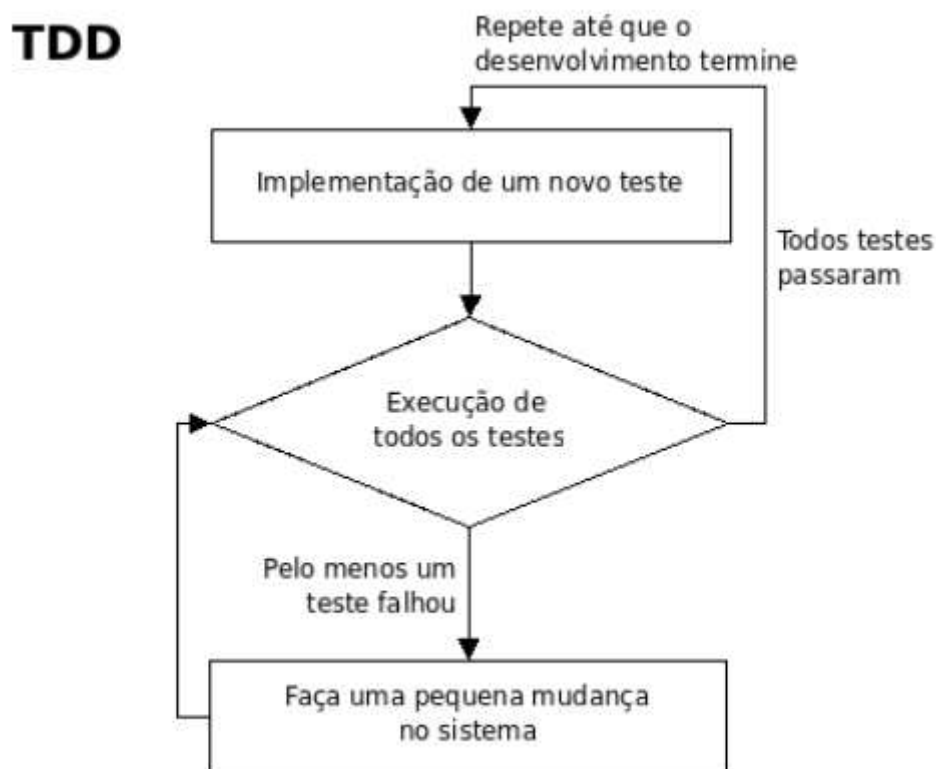 TDD
Repete até que o
desenvolvimento termine
Implementação de um novo teste
Todos testes
passaram
Execução de
todos os testes
Pelo menos um
teste falhou
Faça uma pequena mudança
no sistema